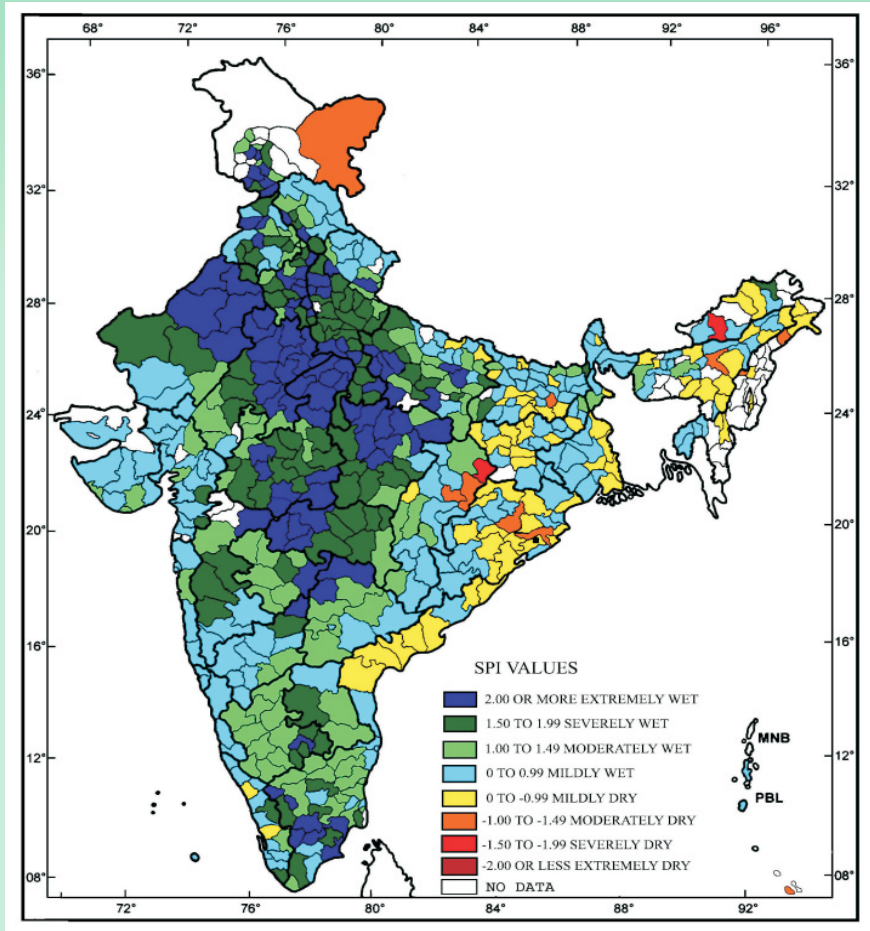 68° 72° 76° 80° 84° 88° 92° 96°
36° 36°
32° 32°
28° 28°
24° 24°
20° 20°
16° 16°
SPI VALUES
2.00 OR MORE EXTREMELY WET
1.50 TO 1.99 SEVERELY WET
1.00 TO 1.49 MODERATELY WET
0 TO 0.99 MILDLY WET
0 TO -0.99 MILDLY DRY
-1.00 TO -1.49 MODERATELY DRY
-1.50 TO -1.99 SEVERELY DRY
-2.00 OR LESS EXTREMELY DRY
NO DATA
MNB
12° 12°
PBL
08° 08°
72° 76° 80° 84° 88° 92°